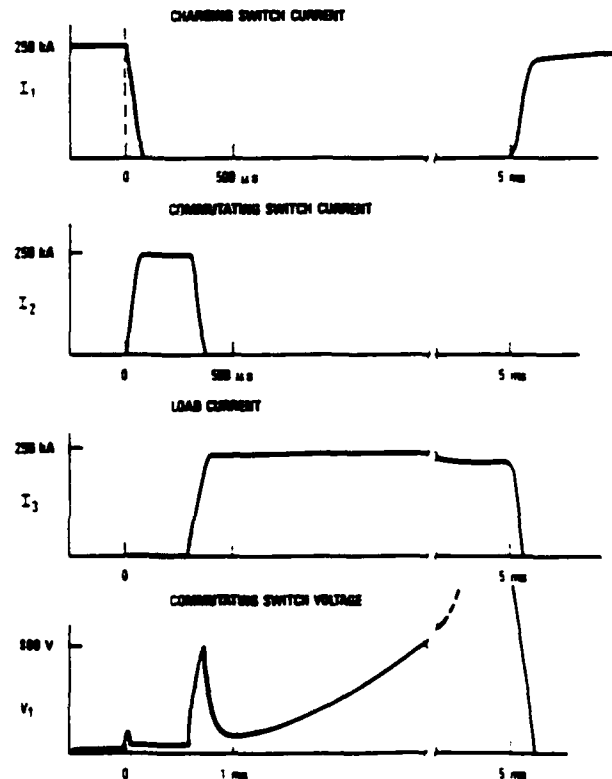 CHARGING SWITCH CURRENT
250 kA
I₁
0 500 μs 5 ms
COMMUTATING SWITCH CURRENT
250 kA
I₂
0 500 μs 5 ms
LOAD CURRENT
250 kA
I₃
0 5 ms
COMMUTATING SWITCH VOLTAGE
V
0 1 ms 5 ms